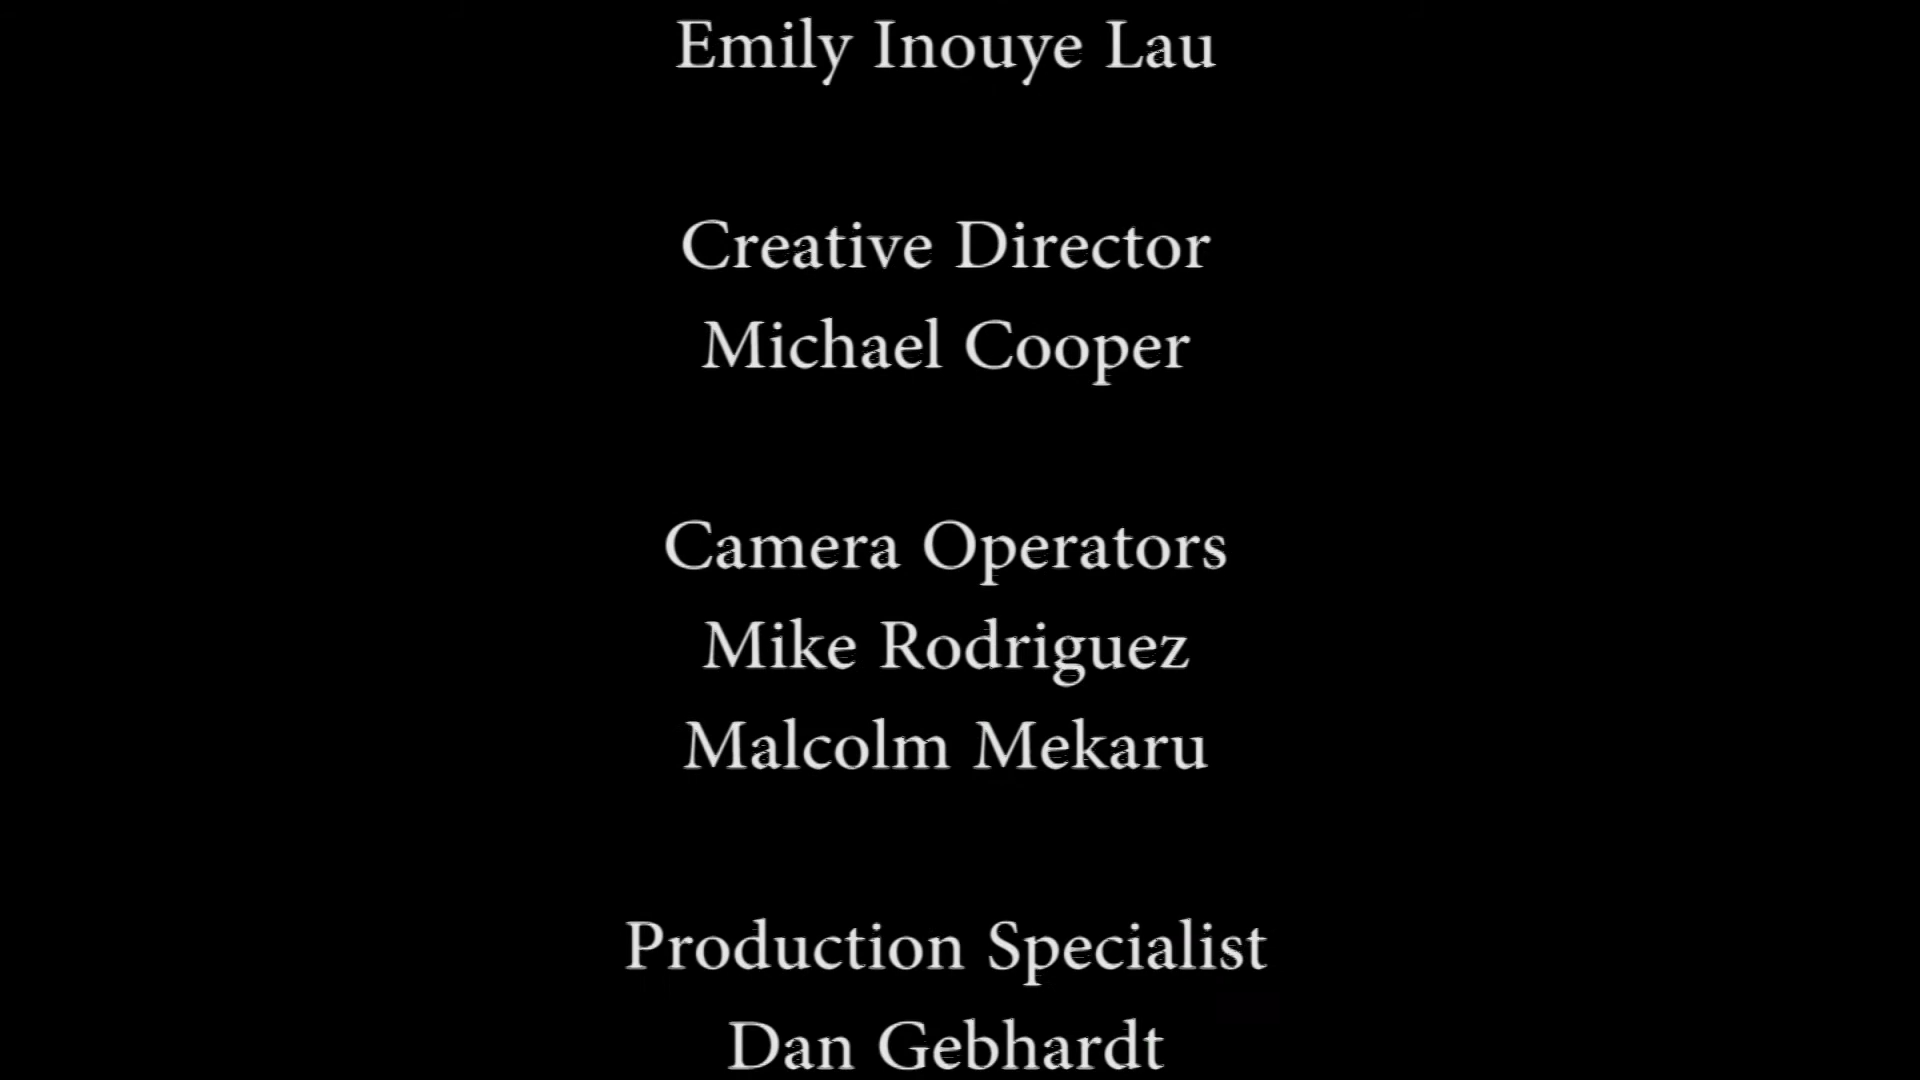 Emily Inouye Lau
Creative Director
Michael Cooper
Camera Operators
Mike Rodriguez
Malcolm Mekaru
Production Specialist
Dan Gebhardt